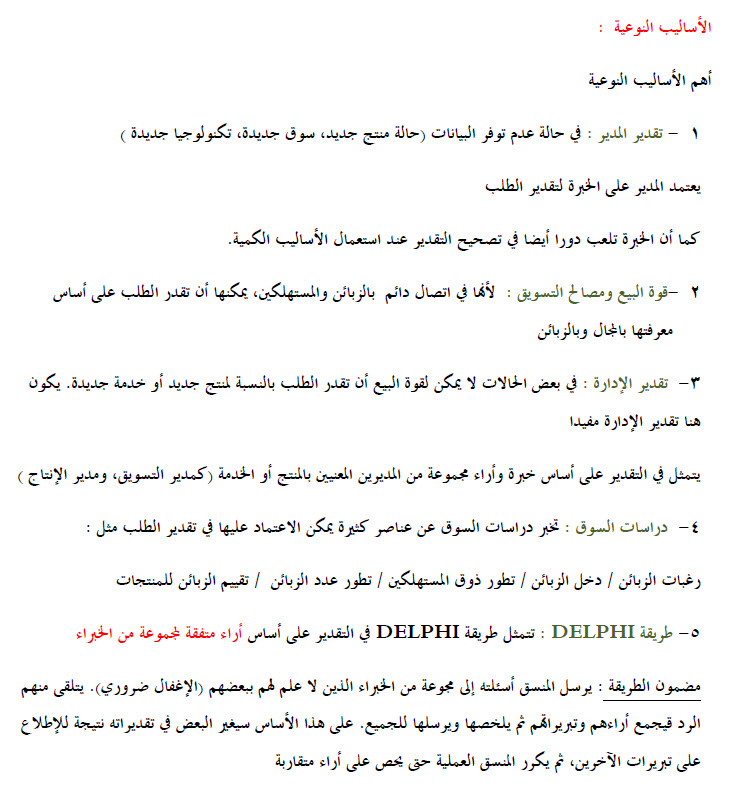 الأساليب النوعية :
أهم الأساليب النوعية
١ – تقدير المدير : في حالة عدم توفر البيانات (حالة منتج جديد، سوق جديدة، تكنولوجيا جديدة )
يعتمد المدير على الخبرة لتقدير الطلب
كما أن الخبرة تلعب دورا أيضا في تصحيح التقدير عند استعمال الأساليب الكمية.
٢ –قوة البيع ومصالح التسويق : لأنها في اتصال دائم بالزبائن والمستهلكين، يمكنها أن تقدر الطلب على أساس
معرفتها بالمجال وبالزبائن
٣– تقدير الإدارة : في بعض الحالات لا يمكن لقوة البيع أن تقدر الطلب بالنسبة لمنتج جديد أو خدمة جديدة. يكون
هنا تقدير الإدارة مفيدا
يتمثل في التقدير على أساس خبرة وأراء مجموعة من المديرين المعنيين بالمنتج أو الخدمة (كمدير التسويق، ومدير الإنتاج )
٤– دراسات السوق : تخبر دراسات السوق عن عناصر كثيرة يمكن الاعتماد عليها في تقدير الطلب مثل :
رغبات الزبائن / دخل الزبائن / تطور ذوق المستهلكين / تطور عدد الزبائن / تقييم الزبائن للمنتجات
٥– طريقة DELPHI : تتمثل طريقة DELPHI في التقدير على أساس أراء متفقة لمجموعة من الخبراء
مضمون الطريقة : يرسل المنسق أسئلته إلى مجوعة من الخبراء الذين لا علم لهم ببعضهم (الإغفال ضروري). يتلقى منهم
الرد قيجمع أراءهم وتبريراتهم ثم يلخصها ويرسلها للجميع. على هذا الأساس سيغير البعض في تقديراته نتيجة للإطلاع
على تبريرات الآخرين، ثم يكرر المنسق العملية حتى يحص على أراء متقاربة